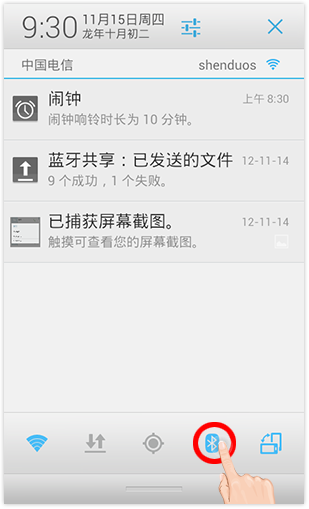 9:30
11月15日周四
龙年十月初二
中国电信
shenduos
闹钟
上午 8:30
闹钟响铃时长为 10 分钟。
蓝牙共享：已发送的文件
12-11-14
9 个成功，1 个失败。
已捕获屏幕截图。
12-11-14
触摸可查看您的屏幕截图。